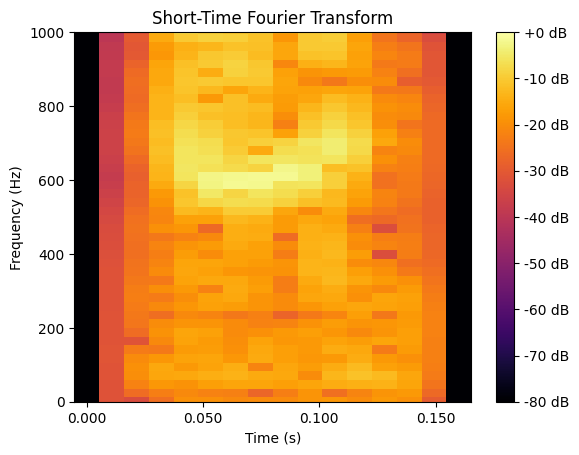 Short-Time Fourier Transform
1000
800
600
400
200
0
Frequency (Hz)
0.000
0.050
0.100
0.150
Time (s)
+0 dB
-10 dB
-20 dB
-30 dB
-40 dB
-50 dB
-60 dB
-70 dB
-80 dB